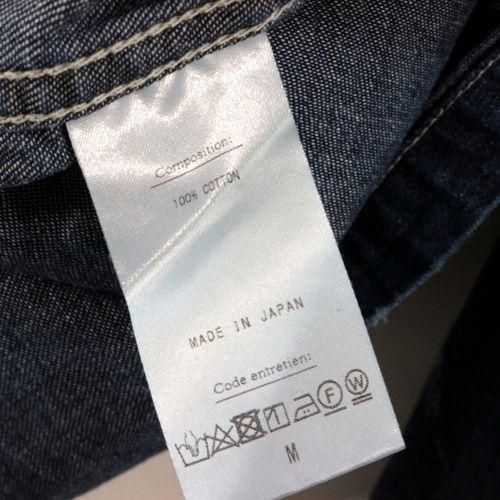 Composition:
100% COTTON
MADE IN JAPAN
Code entretien:
F W
M